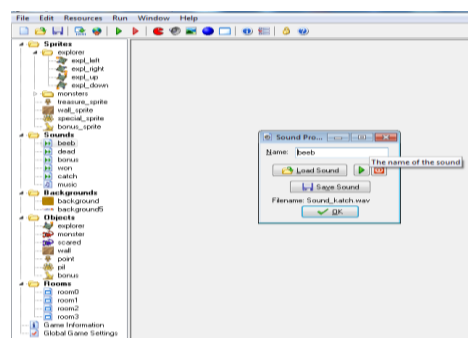 File Edit Resources Run Window Help
Sprites
explorer
expl_left
expl_right
expl_up
expl_down
monsters
treasure_sprite
wall_sprite
special_sprite
bonus_sprite
Sounds
beeb
dead
bonus
won
catch
music
Backgrounds
background
background5
Objects
explorer
monster
scared
wall
point
pil
bonus
Rooms
room0
room1
room2
room3
Game Information
Global Game Settings
Sound Pro...
Name: beeb
The name of the sound
Load Sound
Save Sound
Filename: Sound_katch.wav
OK